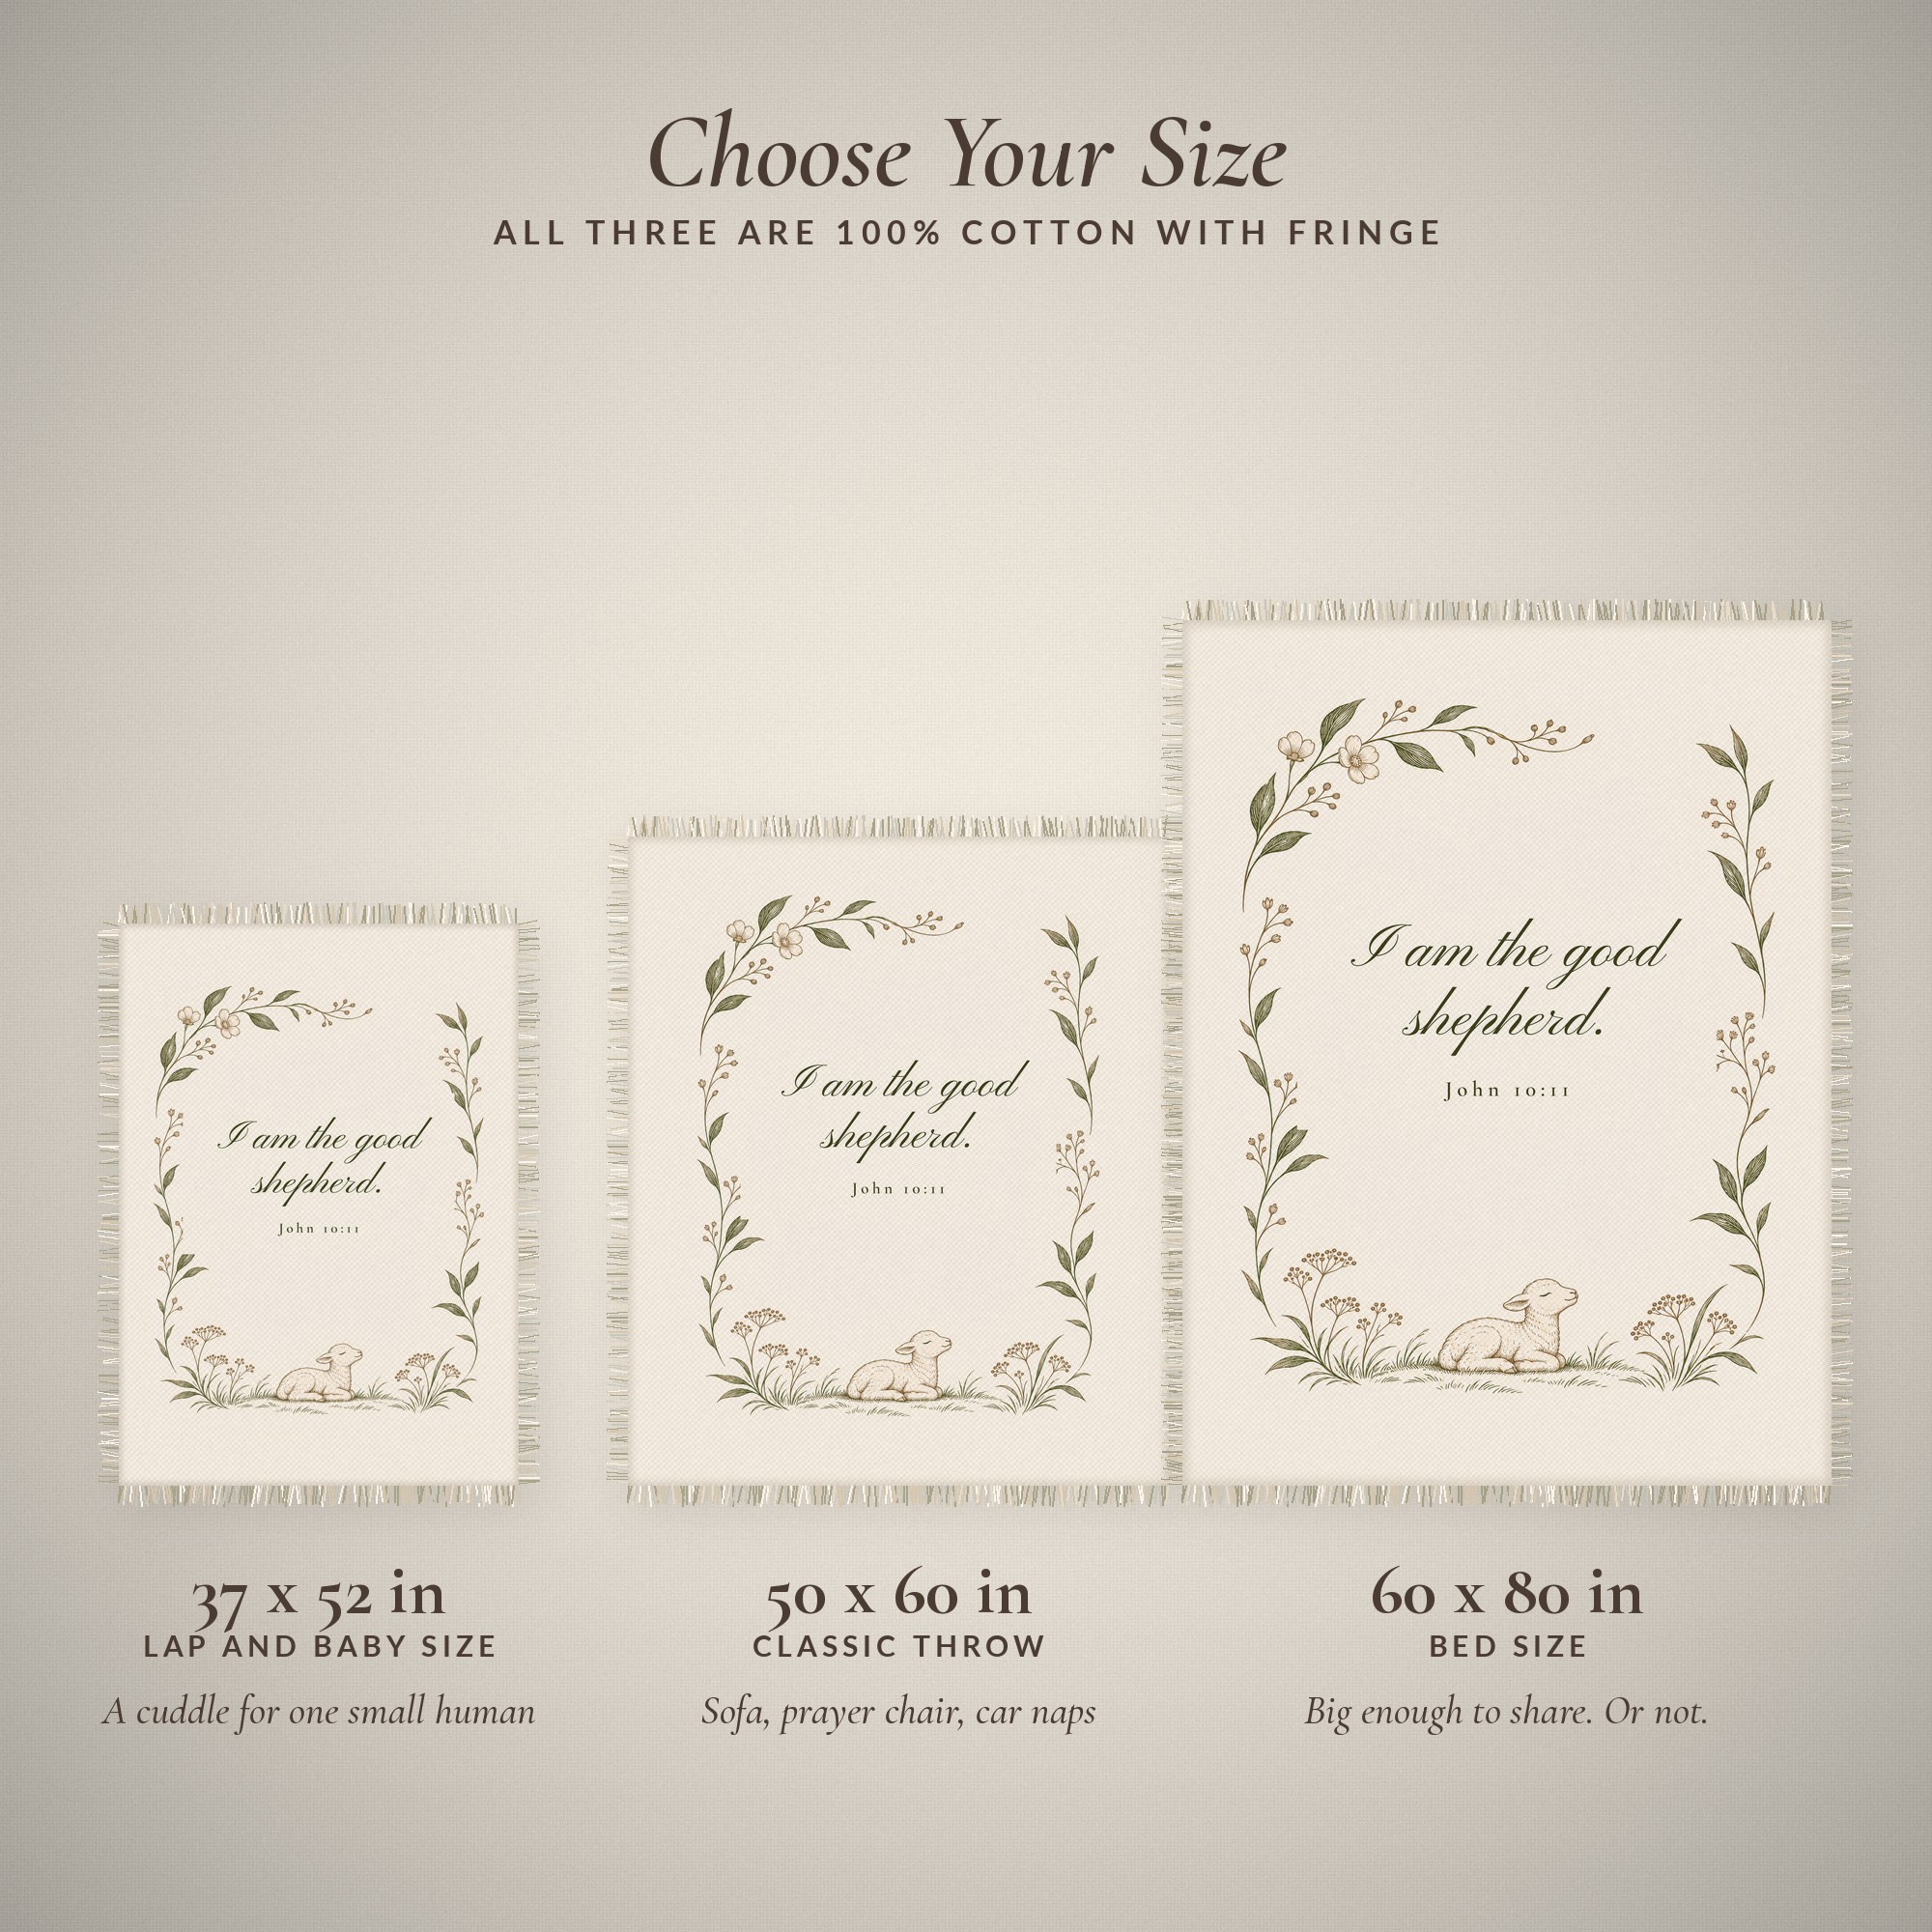 Choose Your Size
ALL THREE ARE 100% COTTON WITH FRINGE
I am the good
shepherd.
John 10:11
I am the good
shepherd.
John 10:11
I am the good
shepherd.
John 10:11
37 x 52 in
LAP AND BABY SIZE
A cuddle for one small human
50 x 60 in
CLASSIC THROW
Sofa, prayer chair, car naps
60 x 80 in
BED SIZE
Big enough to share. Or not.